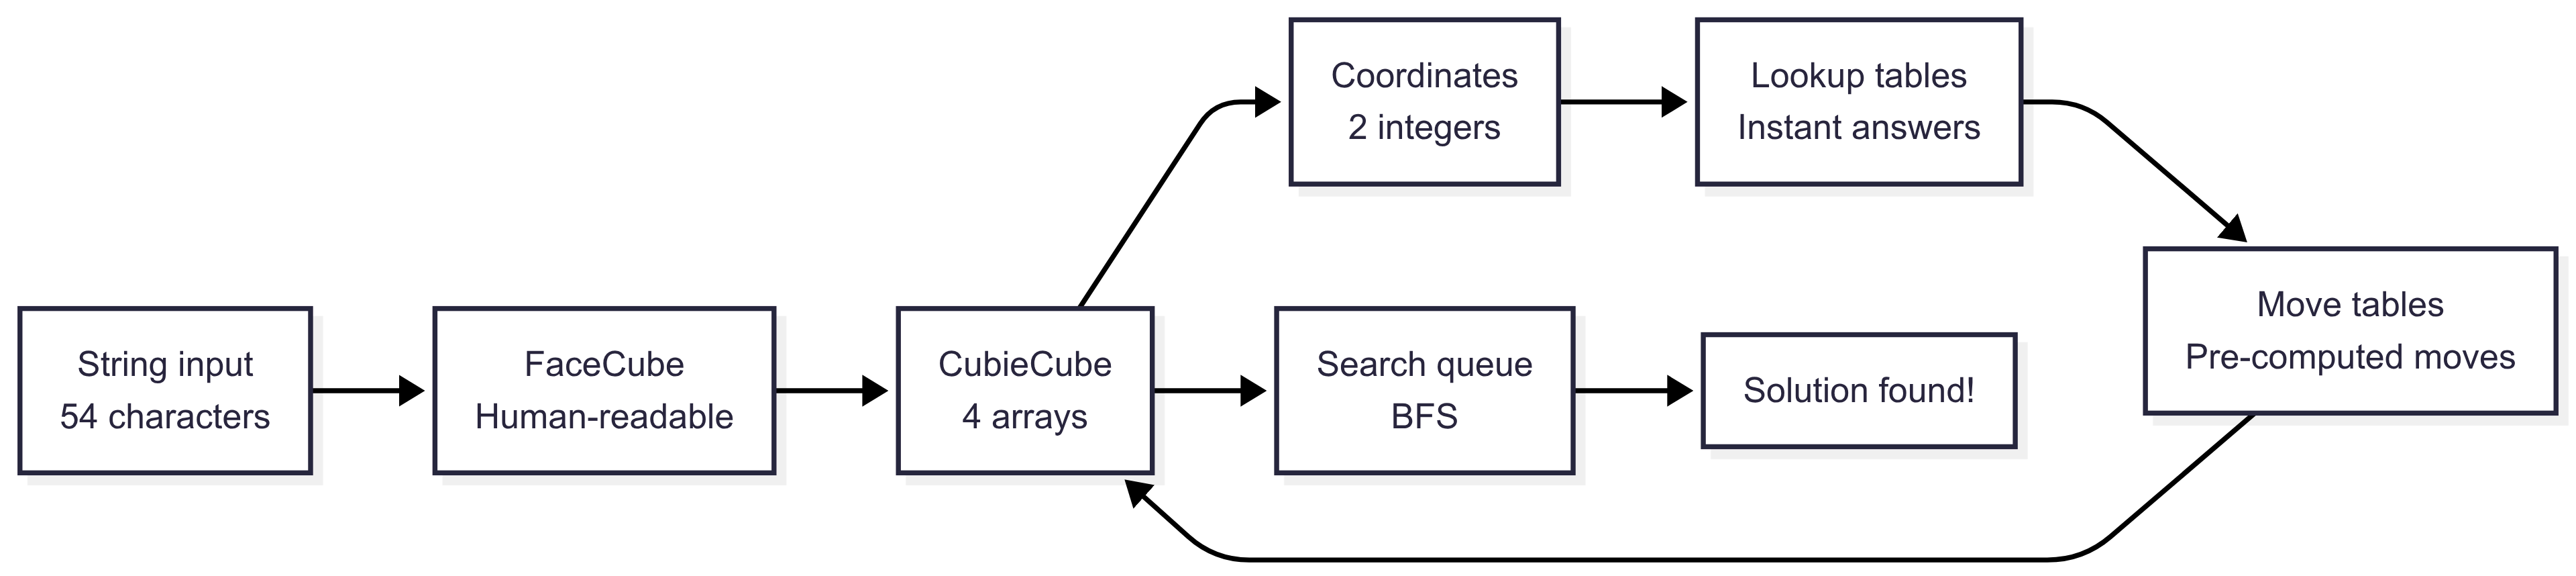 Coordinates
2 integers
Lookup tables
Instant answers
Move tables
Pre-computed moves
String input
54 characters
FaceCube
Human-readable
CubieCube
4 arrays
Search queue
BFS
Solution found!